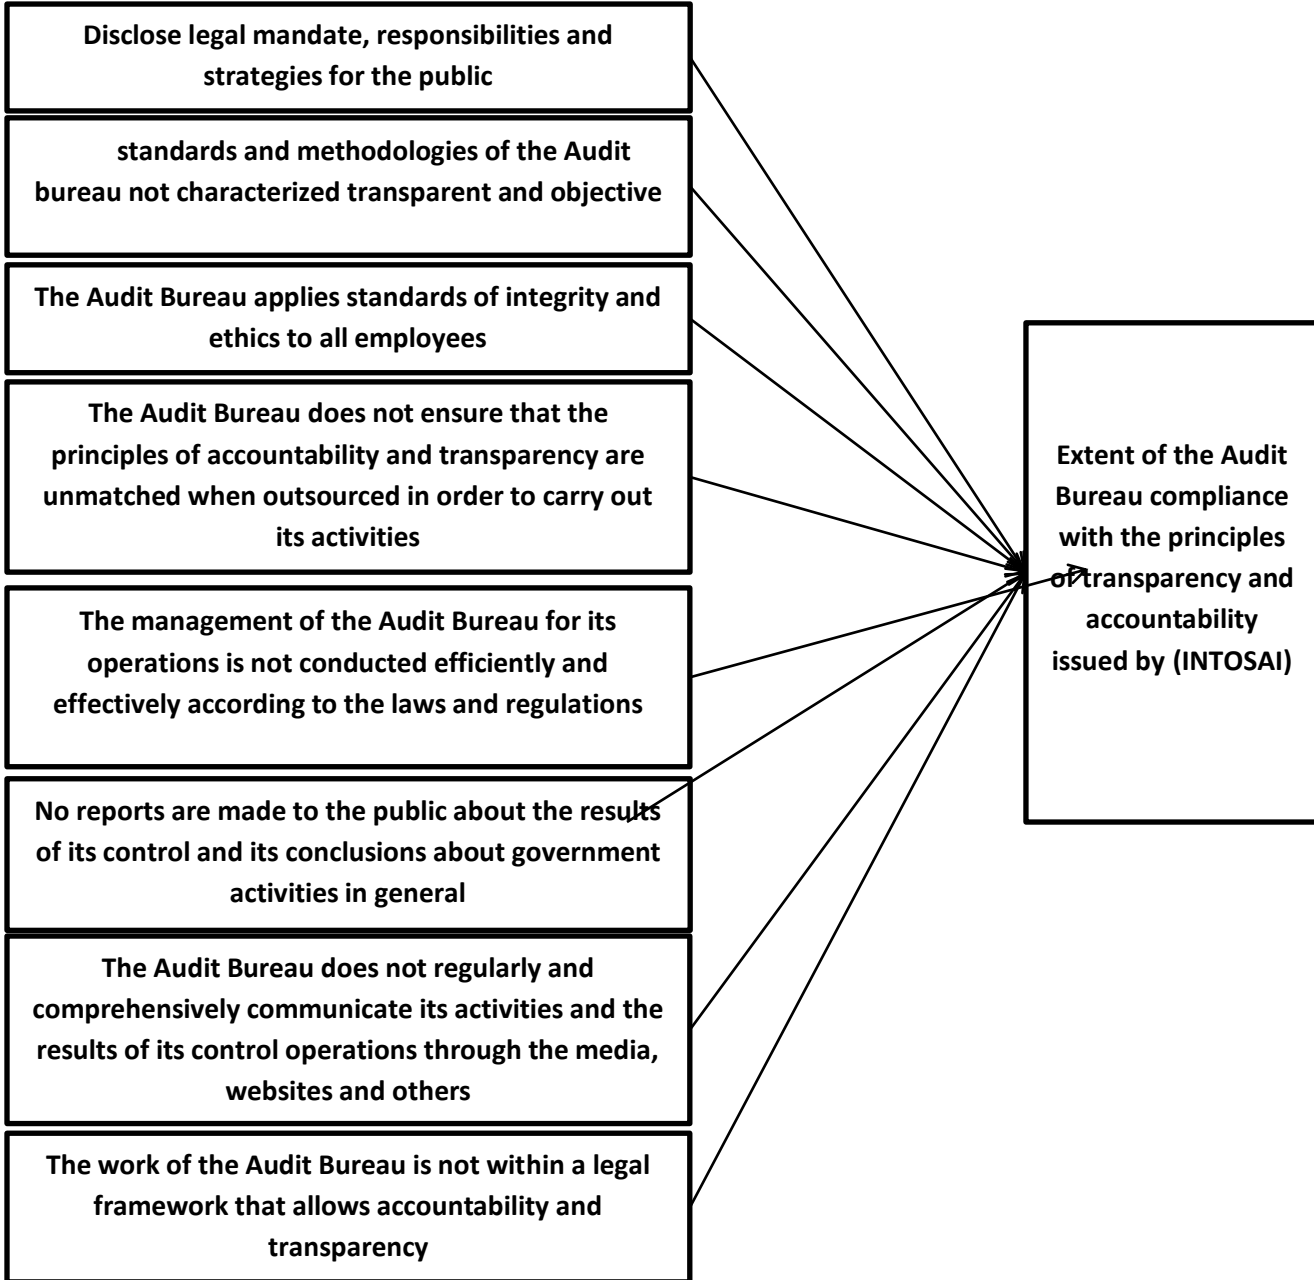 Disclose legal mandate, responsibilities and
strategies for the public
standards and methodologies of the Audit
bureau not characterized transparent and objective
The Audit Bureau applies standards of integrity and
ethics to all employees
The Audit Bureau does not ensure that the
principles of accountability and transparency are
unmatched when outsourced in order to carry out
its activities
The management of the Audit Bureau for its
operations is not conducted efficiently and
effectively according to the laws and regulations
No reports are made to the public about the results
of its control and its conclusions about government
activities in general
The Audit Bureau does not regularly and
comprehensively communicate its activities and the
results of its control operations through the media,
websites and others
The work of the Audit Bureau is not within a legal
framework that allows accountability and
transparency
Extent of the Audit
Bureau compliance
with the principles
of transparency and
accountability
issued by (INTOSAI)